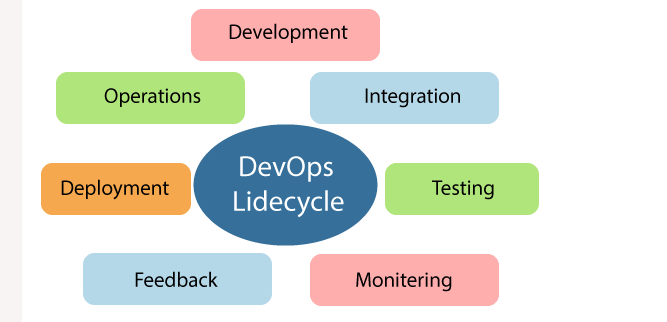 Development
Operations
Integration
DevOps
Lidecycle
Deployment
Testing
Feedback
Monitering